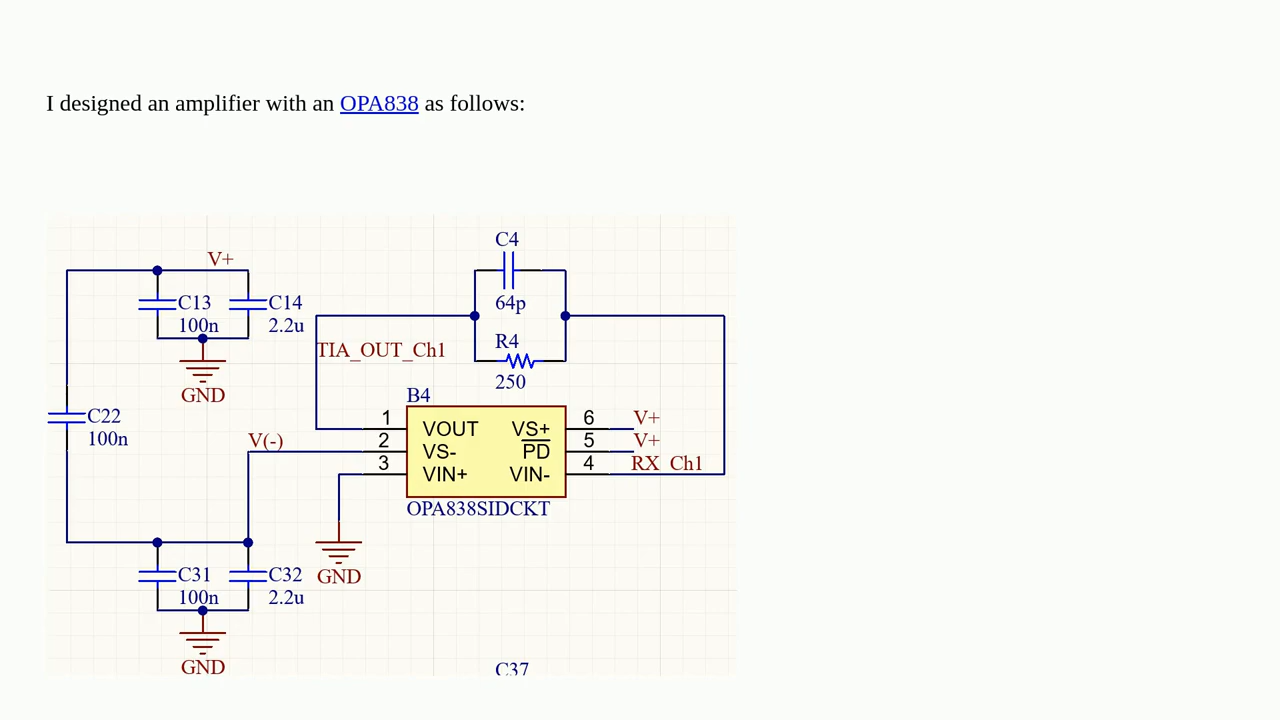 I designed an amplifier with an OPA838 as follows:
C4
V+
C13
C14
64p
100n
2.2u
R4
TIA_OUT_Ch1
250
GND
B4
C22
1
6
V+
VOUT
VS+
100n
V(-)
2
5
V+
VS-
PD
3
4
RX_Ch1
VIN+
VIN-
OPA838SIDCKT
C31
C32
GND
100n
2.2u
GND
C37